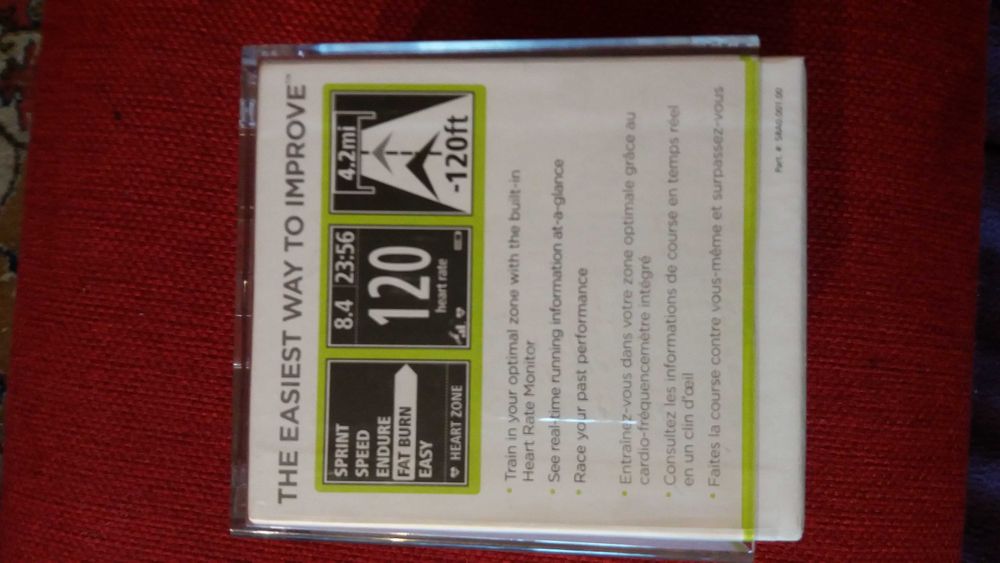 THE EASIEST WAY TO IMPROVE™
SPRINT
SPEED
ENDURE
FAT BURN
EASY
HEART ZONE
8.4 23:56
120
heart rate
4.2mi
-120ft
• Train in your optimal zone with the built-in
Heart Rate Monitor
• See real-time running information at-a-glance
• Race your past performance
• Entraînez-vous dans votre zone optimale grâce au
cardio-fréquencemètre intégré
• Consultez les informations de course en temps réel
en un clin d'œil
• Faites la course contre vous-même et surpassez-vous
Part. #: 5RA0.001.00